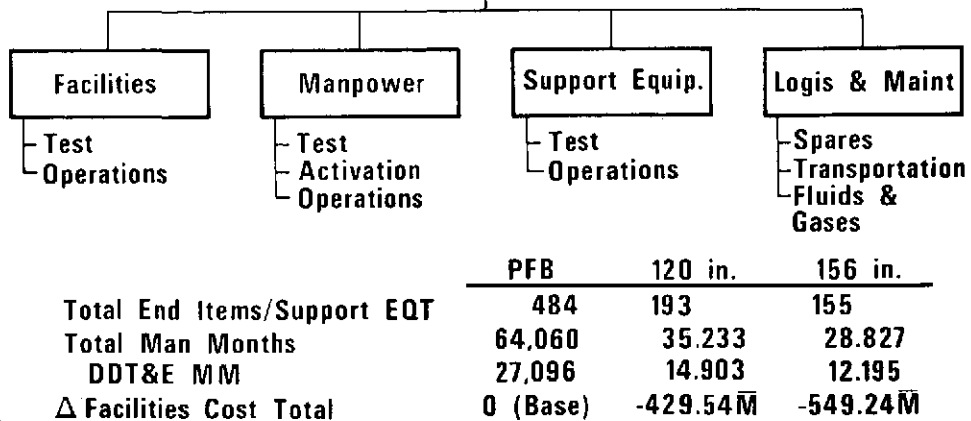 Facilities
Test
Operations
Manpower
Test
Activation
Operations
Support Equip.
Test
Operations
Logis & Maint
Spares
Transportation
Fluids &
Gases
PFB 120 in. 156 in.
Total End Items/Support EQT 484 193 155
Total Man Months 64,060 35.233 28.827
DDT&E MM 27,096 14.903 12.195
Δ Facilities Cost Total 0 (Base) -429.54M̅ -549.24M̅